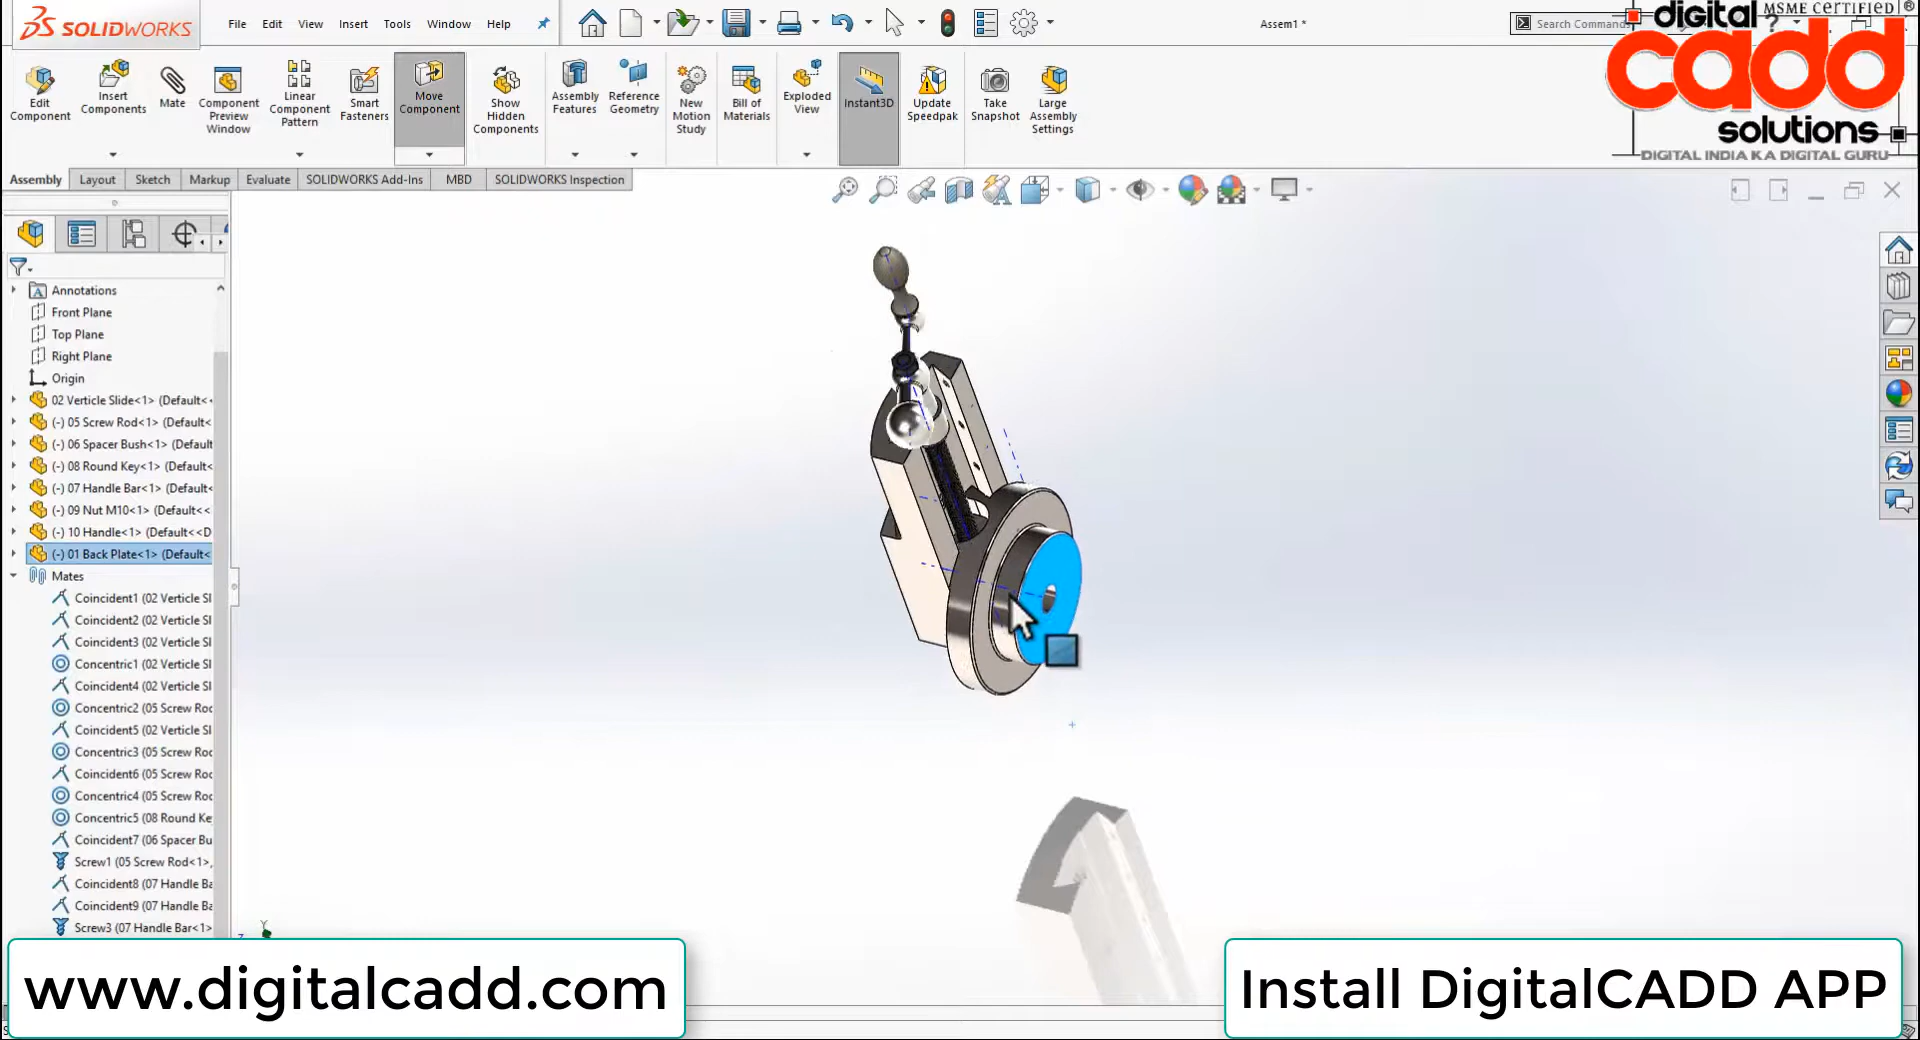 SOLIDWORKS
File Edit View Insert Tools Window Help
Assem1 *
Search Command
digital
MSME CERTIFIED
cadd
solutions
DIGITAL INDIA KA DIGITAL GURU
Edit Component
Insert Components
Mate
Component Preview Window
Linear Component Pattern
Smart Fasteners
Move Component
Show Hidden Components
Assembly Features
Reference Geometry
New Motion Study
Bill of Materials
Exploded View
Instant3D
Update Speedpak
Take Snapshot
Large Assembly Settings
Assembly Layout Sketch Markup Evaluate SOLIDWORKS Add-Ins MBD SOLIDWORKS Inspection
Annotations
Front Plane
Top Plane
Right Plane
Origin
02 Verticle Slide<1> (Default<
(-) 05 Screw Rod<1> (Default<
(-) 06 Spacer Bush<1> (Default
(-) 08 Round Key<1> (Default<
(-) 07 Handle Bar<1> (Default<
(-) 09 Nut M10<1> (Default<<
(-) 10 Handle<1> (Default<<D
(-) 01 Back Plate<1> (Default<
Mates
Coincident1 (02 Verticle Sl
Coincident2 (02 Verticle Sl
Coincident3 (02 Verticle Sl
Concentric1 (02 Verticle Sl
Coincident4 (02 Verticle Sl
Concentric2 (05 Screw Roc
Coincident5 (02 Verticle Sl
Concentric3 (05 Screw Roc
Coincident6 (05 Screw Roc
Concentric4 (05 Screw Roc
Concentric5 (08 Round Ke
Coincident7 (06 Spacer Bu
Screw1 (05 Screw Rod<1>,
Coincident8 (07 Handle Ba
Coincident9 (07 Handle Ba
Screw3 (07 Handle Bar<1>
Y
Z
www.digitalcadd.com
Install DigitalCADD APP